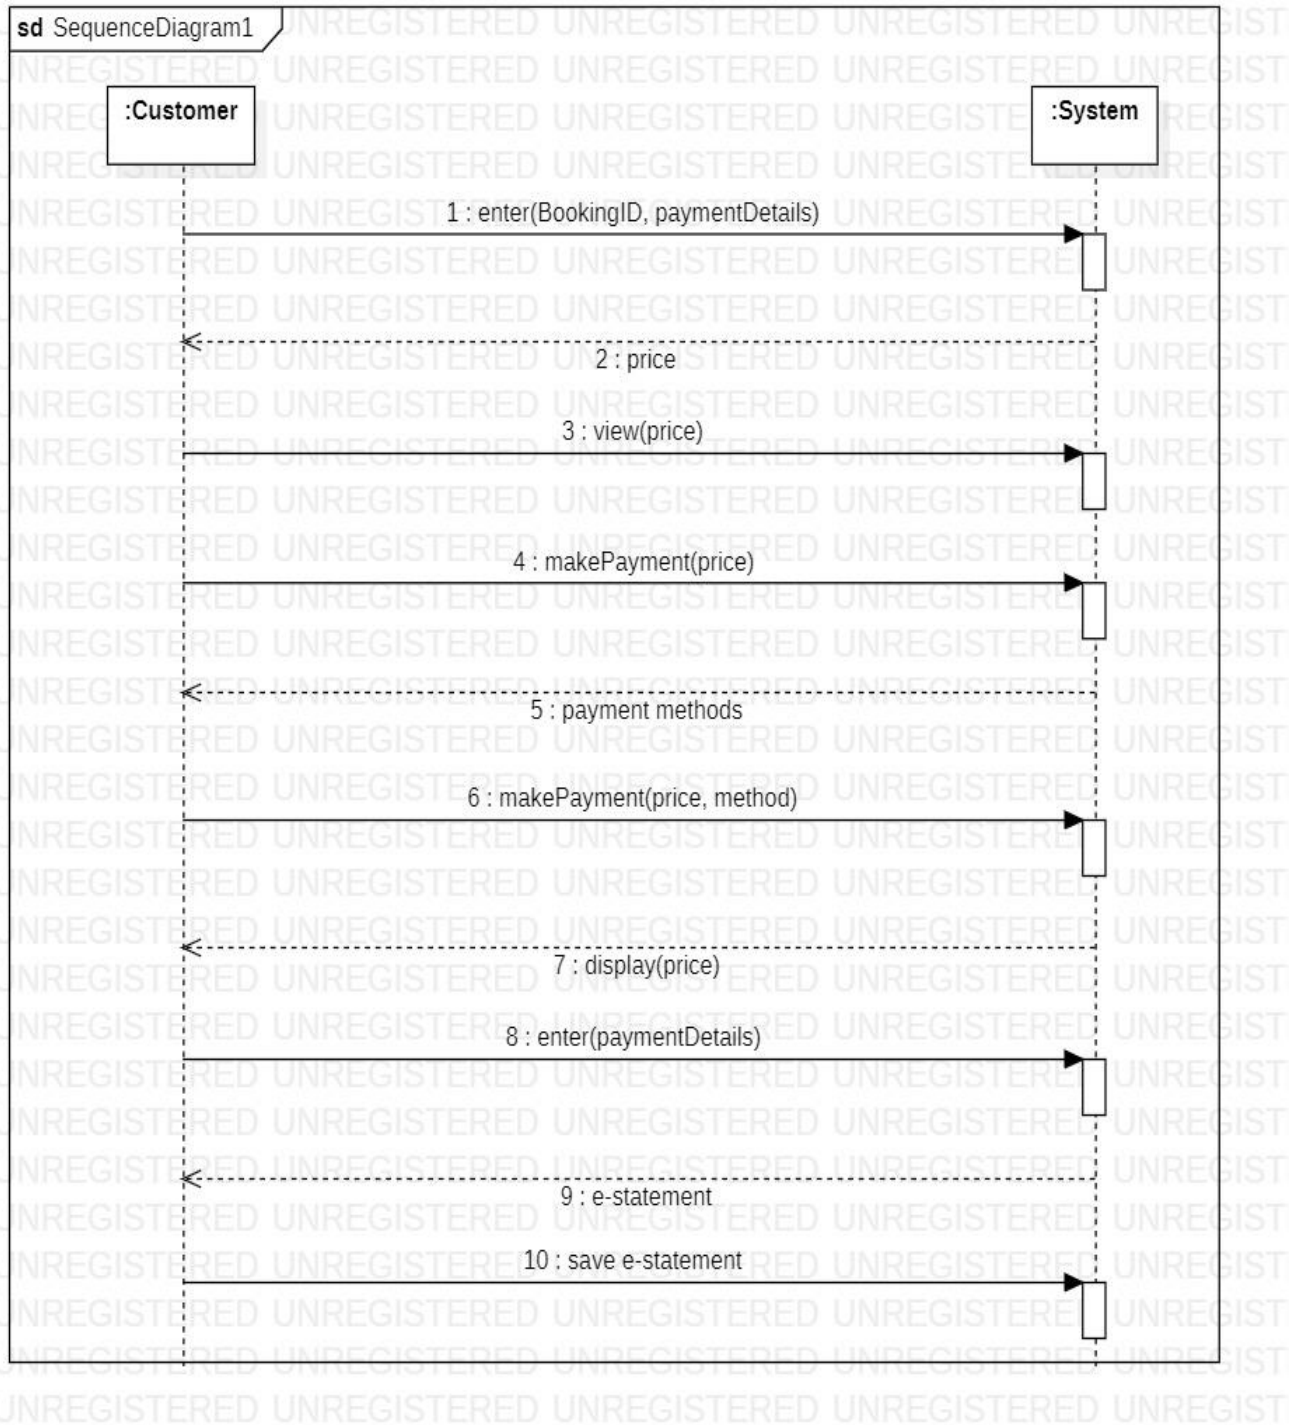 sd SequenceDiagram1
:Customer
:System
1 : enter(BookingID, paymentDetails)
2 : price
3 : view(price)
4 : makePayment(price)
5 : payment methods
6 : makePayment(price, method)
7 : display(price)
8 : enter(paymentDetails)
9 : e-statement
10 : save e-statement
UNREGISTERED